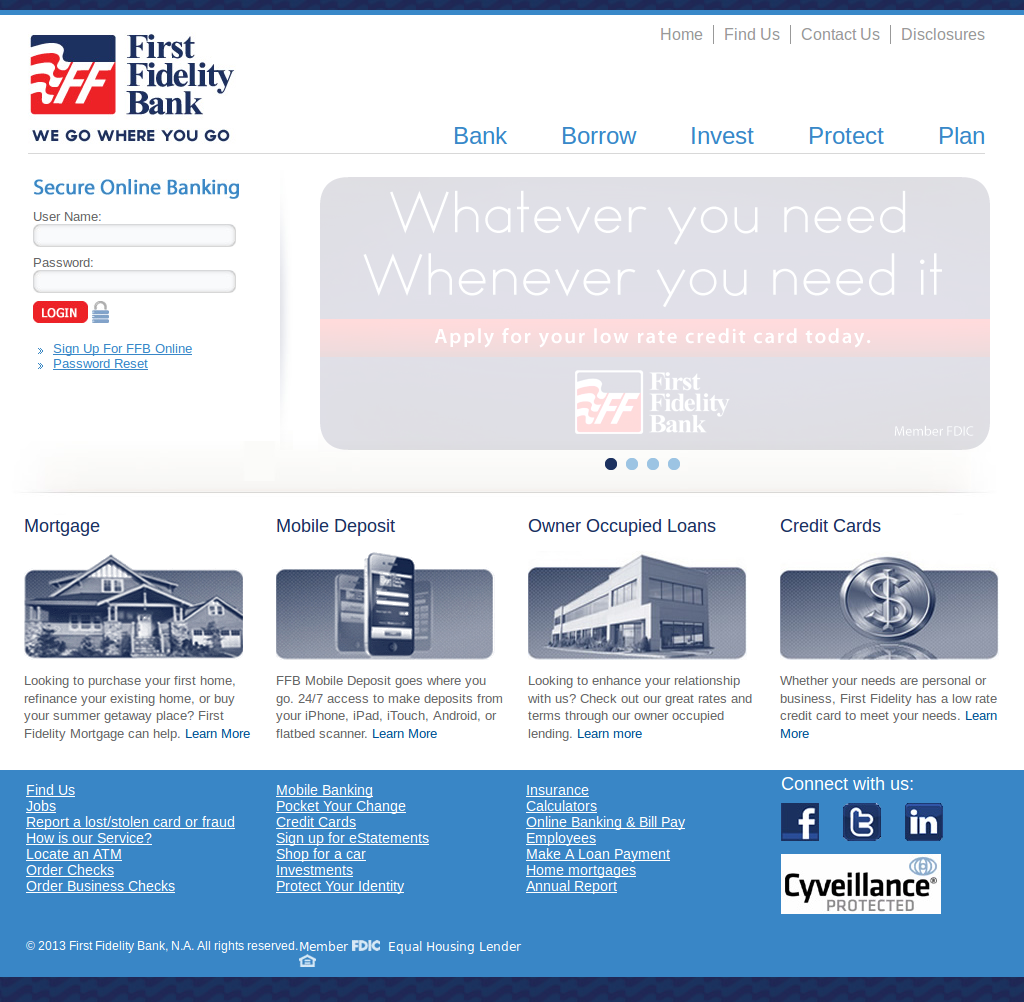 Home
Find Us
Contact Us
Disclosures
FF
First
Fidelity
Bank
WE GO WHERE YOU GO
Bank
Borrow
Invest
Protect
Plan
Secure Online Banking
User Name:
Password:
LOGIN
Sign Up For FFB Online
Password Reset
Whatever you need
Whenever you need it
Apply for your low rate credit card today.
FF
First
Fidelity
Bank
Member FDIC
Mortgage
Looking to purchase your first home,
refinance your existing home, or buy
your summer getaway place? First
Fidelity Mortgage can help. Learn More
Mobile Deposit
FFB Mobile Deposit goes where you
go. 24/7 access to make deposits from
your iPhone, iPad, iTouch, Android, or
flatbed scanner. Learn More
Owner Occupied Loans
Looking to enhance your relationship
with us? Check out our great rates and
terms through our owner occupied
lending. Learn more
Credit Cards
$
Whether your needs are personal or
business, First Fidelity has a low rate
credit card to meet your needs. Learn
More
Find Us
Jobs
Report a lost/stolen card or fraud
How is our Service?
Locate an ATM
Order Checks
Order Business Checks
Mobile Banking
Pocket Your Change
Credit Cards
Sign up for eStatements
Shop for a car
Investments
Protect Your Identity
Insurance
Calculators
Online Banking & Bill Pay
Employees
Make A Loan Payment
Home mortgages
Annual Report
Connect with us:
f
t
in
Cyveillance®
PROTECTED
© 2013 First Fidelity Bank, N.A. All rights reserved. Member FDIC Equal Housing Lender